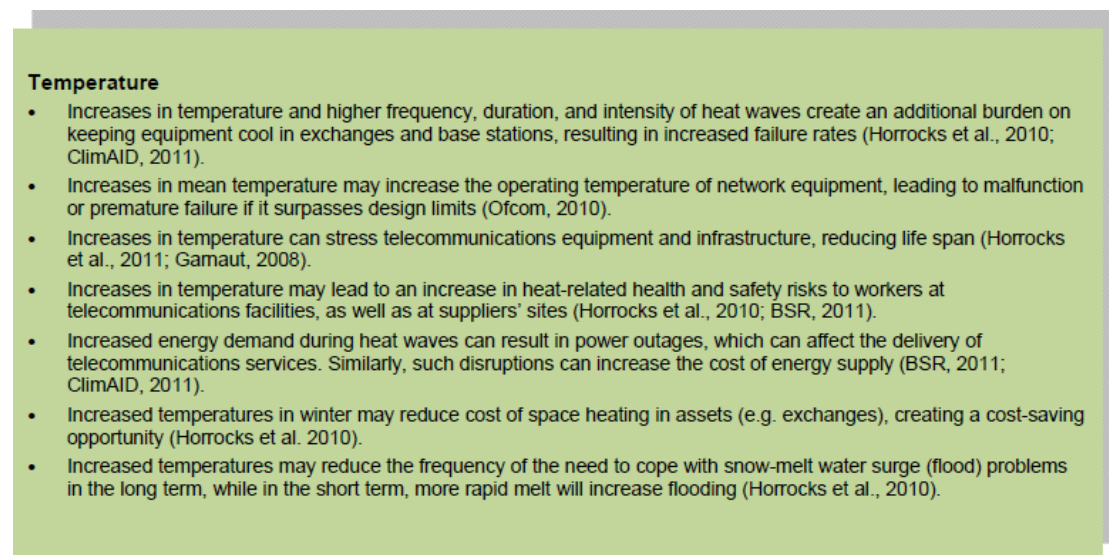 Temperature
• Increases in temperature and higher frequency, duration, and intensity of heat waves create an additional burden on
keeping equipment cool in exchanges and base stations, resulting in increased failure rates (Horrocks et al., 2010;
ClimAID, 2011).
• Increases in mean temperature may increase the operating temperature of network equipment, leading to malfunction
or premature failure if it surpasses design limits (Ofcom, 2010).
• Increases in temperature can stress telecommunications equipment and infrastructure, reducing life span (Horrocks
et al., 2011; Garnaut, 2008).
• Increases in temperature may lead to an increase in heat-related health and safety risks to workers at
telecommunications facilities, as well as at suppliers’ sites (Horrocks et al., 2010; BSR, 2011).
• Increased energy demand during heat waves can result in power outages, which can affect the delivery of
telecommunications services. Similarly, such disruptions can increase the cost of energy supply (BSR, 2011;
ClimAID, 2011).
• Increased temperatures in winter may reduce cost of space heating in assets (e.g. exchanges), creating a cost-saving
opportunity (Horrocks et al. 2010).
• Increased temperatures may reduce the frequency of the need to cope with snow-melt water surge (flood) problems
in the long term, while in the short term, more rapid melt will increase flooding (Horrocks et al., 2010).